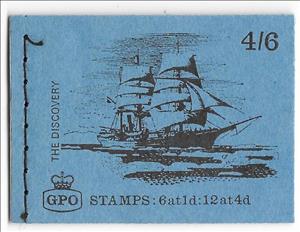 4/6
THE DISCOVERY
GPO
STAMPS:6at1d:12at4d